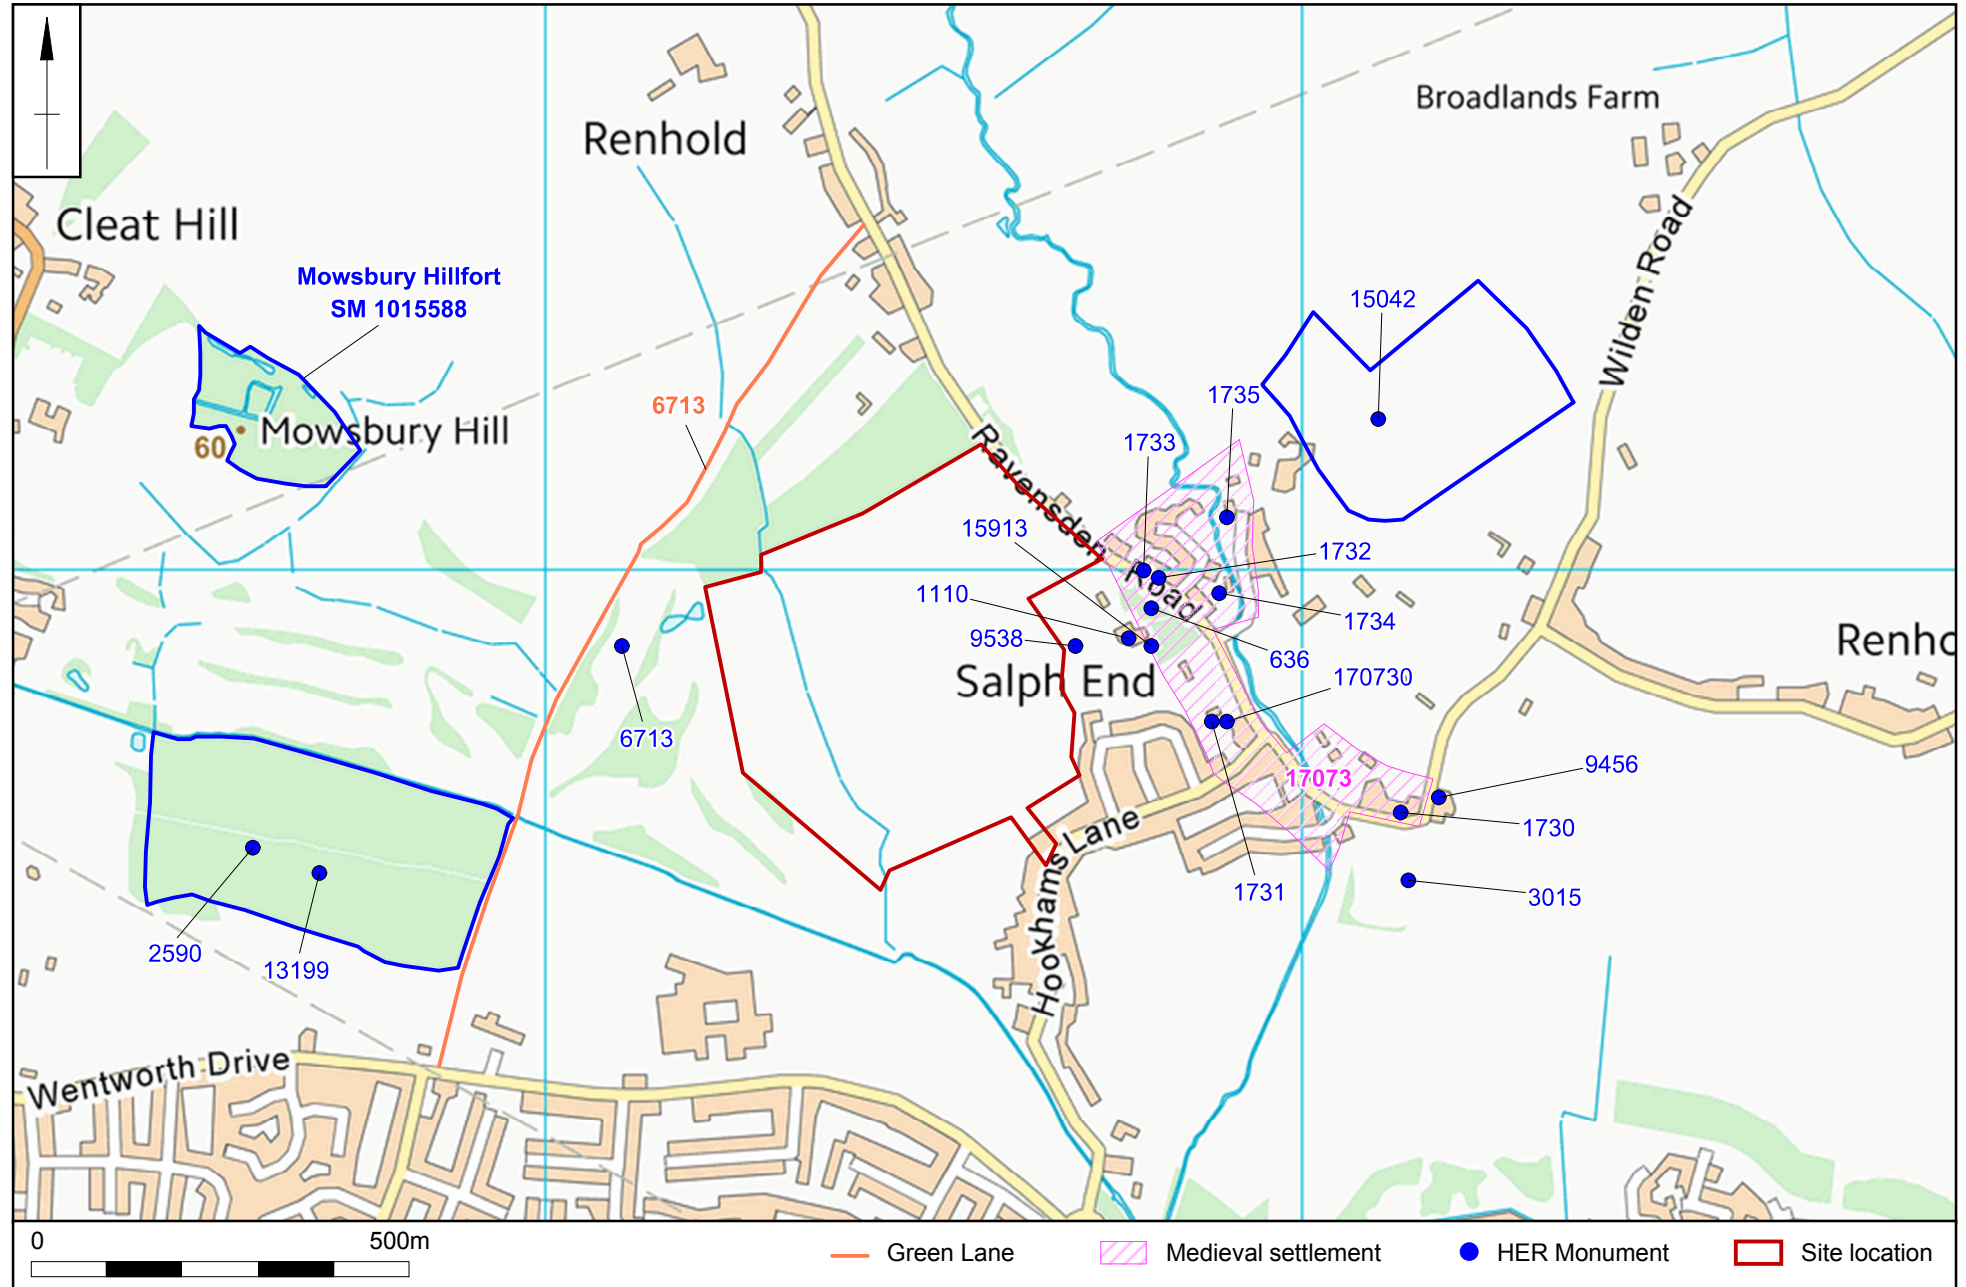 Renhold
Broadlands Farm
Cleat Hill
Mowsbury Hillfort
SM 1015588
Wilden Road
15042
1735
6713
1733
60
Mowsbury Hill
Ravensden Road
15913
1732
1110
1734
9538
636
Renho
Salph End
170730
6713
17073
9456
1730
Hookhams Lane
1731
3015
2590
13199
Wentworth Drive
0 500m
Green Lane
Medieval settlement
HER Monument
Site location